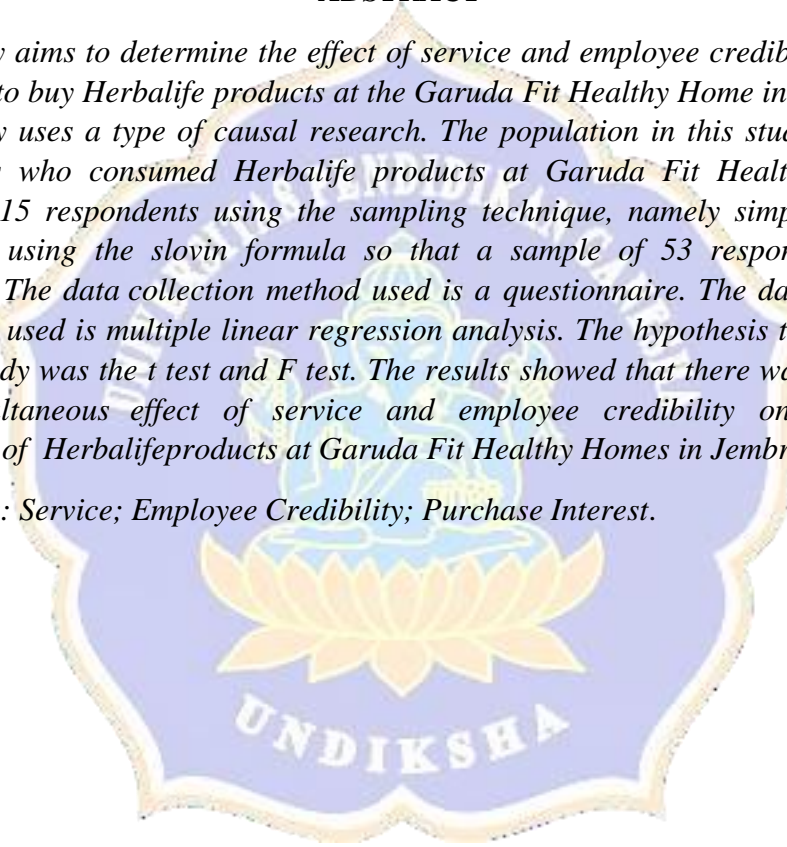 ABSTRACT
y aims to determine the effect of service and employee credib
to buy Herbalife products at the Garuda Fit Healthy Home in
y uses a type of causal research. The population in this stud
who consumed Herbalife products at Garuda Fit Healt
15 respondents using the sampling technique, namely simp
using the slovin formula so that a sample of 53 respon
The data collection method used is a questionnaire. The da
used is multiple linear regression analysis. The hypothesis t
dy was the t test and F test. The results showed that there wa
ultaneous effect of service and employee credibility on
of Herbalifeproducts at Garuda Fit Healthy Homes in Jembr
: Service; Employee Credibility; Purchase Interest.
UNIVERSITAS PENDIDIKAN GANESHA
UNDIKSHA